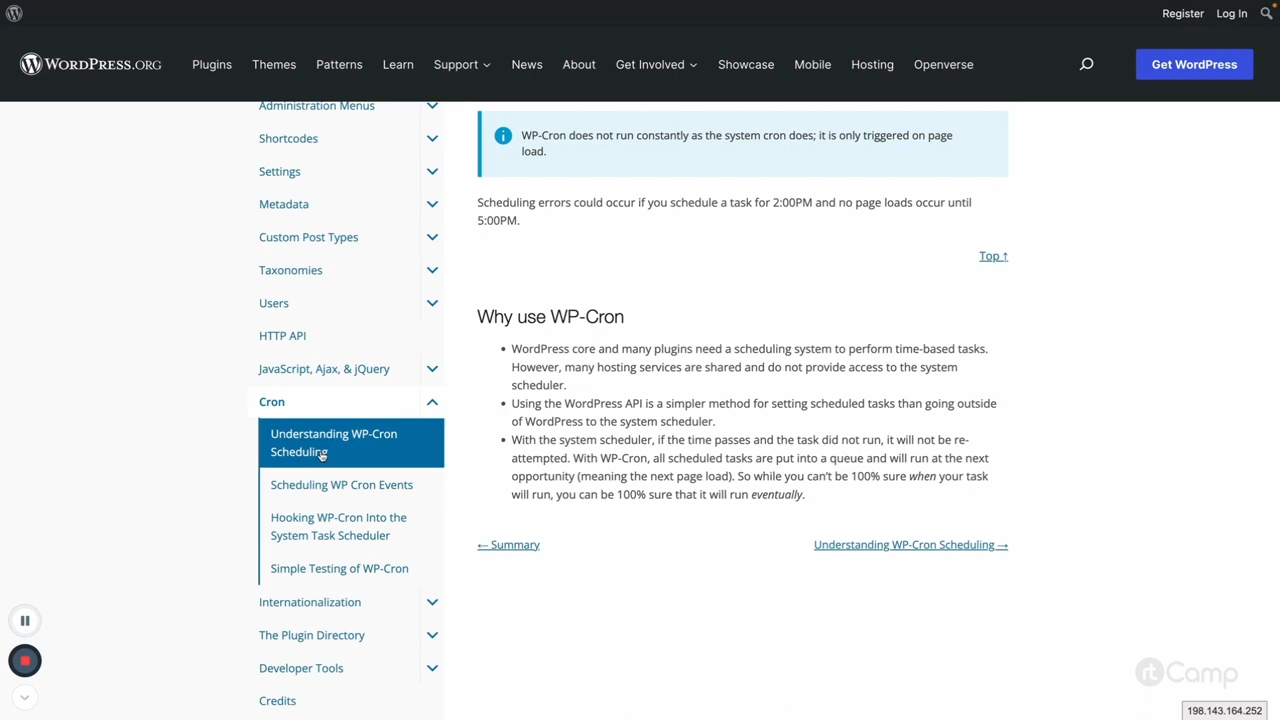 Register Log In
WORDPRESS.ORG Plugins Themes Patterns Learn Support News About Get Involved Showcase Mobile Hosting Openverse Get WordPress
Administration Menus
Shortcodes
Settings
Metadata
Custom Post Types
Taxonomies
Users
HTTP API
JavaScript, Ajax, & jQuery
Cron
Understanding WP-Cron
Scheduling
Scheduling WP Cron Events
Hooking WP-Cron Into the
System Task Scheduler
Simple Testing of WP-Cron
Internationalization
The Plugin Directory
Developer Tools
Credits
WP-Cron does not run constantly as the system cron does; it is only triggered on page
load.
Scheduling errors could occur if you schedule a task for 2:00PM and no page loads occur until
5:00PM.
Top ↑
Why use WP-Cron
• WordPress core and many plugins need a scheduling system to perform time-based tasks.
However, many hosting services are shared and do not provide access to the system
scheduler.
• Using the WordPress API is a simpler method for setting scheduled tasks than going outside
of WordPress to the system scheduler.
• With the system scheduler, if the time passes and the task did not run, it will not be re-
attempted. With WP-Cron, all scheduled tasks are put into a queue and will run at the next
opportunity (meaning the next page load). So while you can't be 100% sure when your task
will run, you can be 100% sure that it will run eventually.
← Summary
Understanding WP-Cron Scheduling →
rtCamp
198.143.164.252